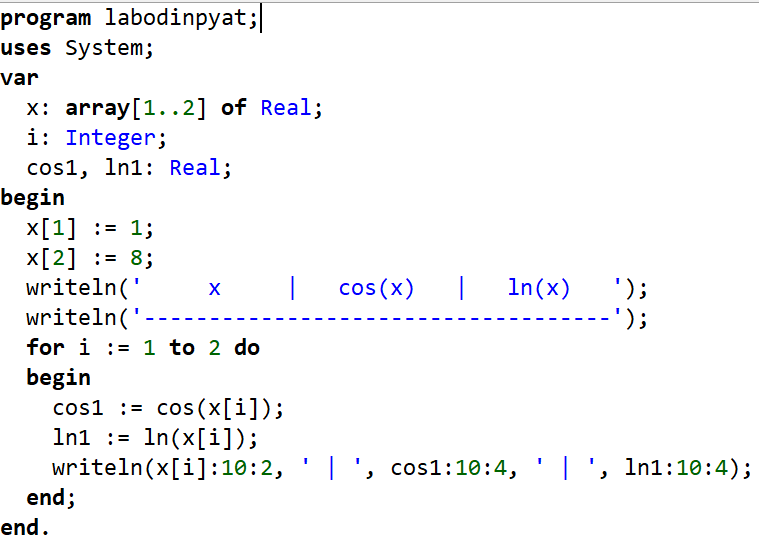 program labodinpyat;
uses System;
var
  x: array[1..2] of Real;
  i: Integer;
  cos1, ln1: Real;
begin
  x[1] := 1;
  x[2] := 8;
  writeln('     x     |   cos(x)   |   ln(x)   ');
  writeln('------------------------------------');
  for i := 1 to 2 do
  begin
    cos1 := cos(x[i]);
    ln1 := ln(x[i]);
    writeln(x[i]:10:2, ' | ', cos1:10:4, ' | ', ln1:10:4);
  end;
end.